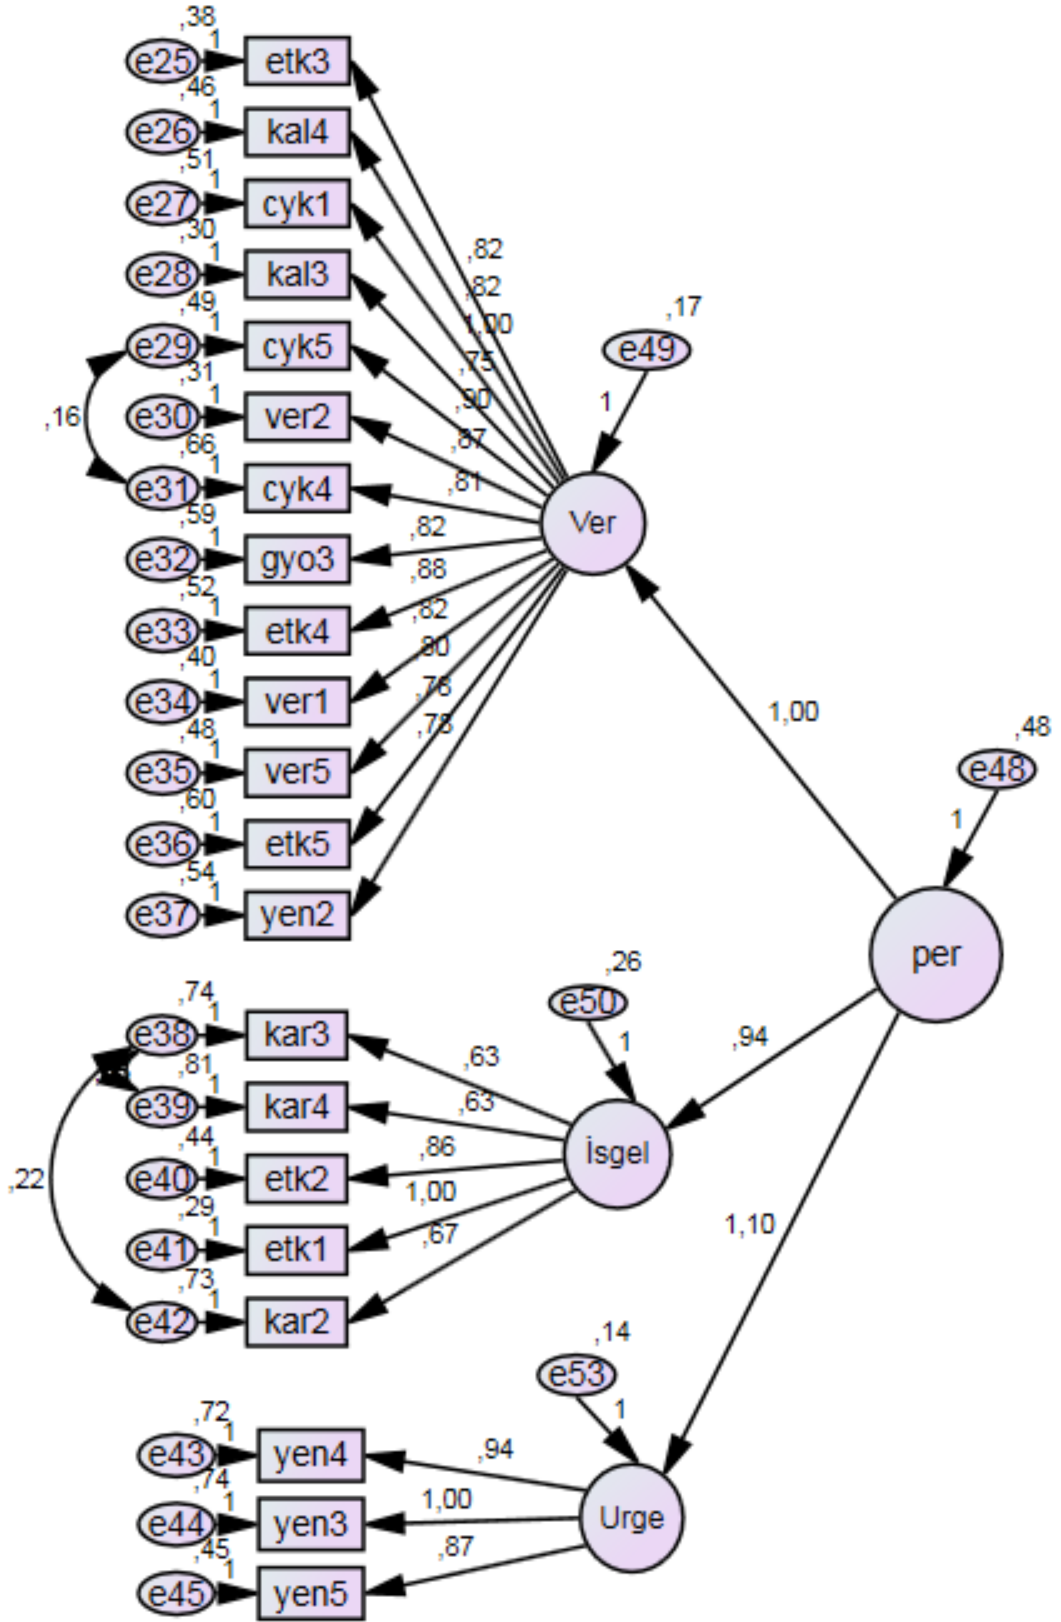 ,38
1
e25 etk3
,46
1
e26 kal4
,51
1
e27 cyk1
,30
1
e28 kal3
,49
1
e29 cyk5
,31
1
e30 ver2
,66
1
e31 cyk4
,59
1
e32 gyo3
,52
1
e33 etk4
,40
1
e34 ver1
,48
1
e35 ver5
,60
1
e36 etk5
,54
1
e37 yen2
,16
,82
,82
1,00
,75
,90
,87
,81
,82
,88
,82
,80
,78
,78
,17
e49
1
Ver
1,00
,48
e48
1
per
,94
1,10
,74
1
e38 kar3
,81
1
e39 kar4
,44
1
e40 etk2
,29
1
e41 etk1
,73
1
e42 kar2
,22
,63
,63
,86
1,00
,67
,26
e50
1
İsgel
,14
e53
1
Urge
,72
1
e43 yen4
,74
1
e44 yen3
,45
1
e45 yen5
,94
1,00
,87